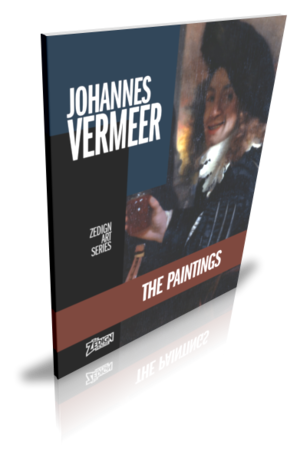 JOHANNES
VERMEER
ZEDIGN
ART
SERIES
THE PAINTINGS
ZEDIGN